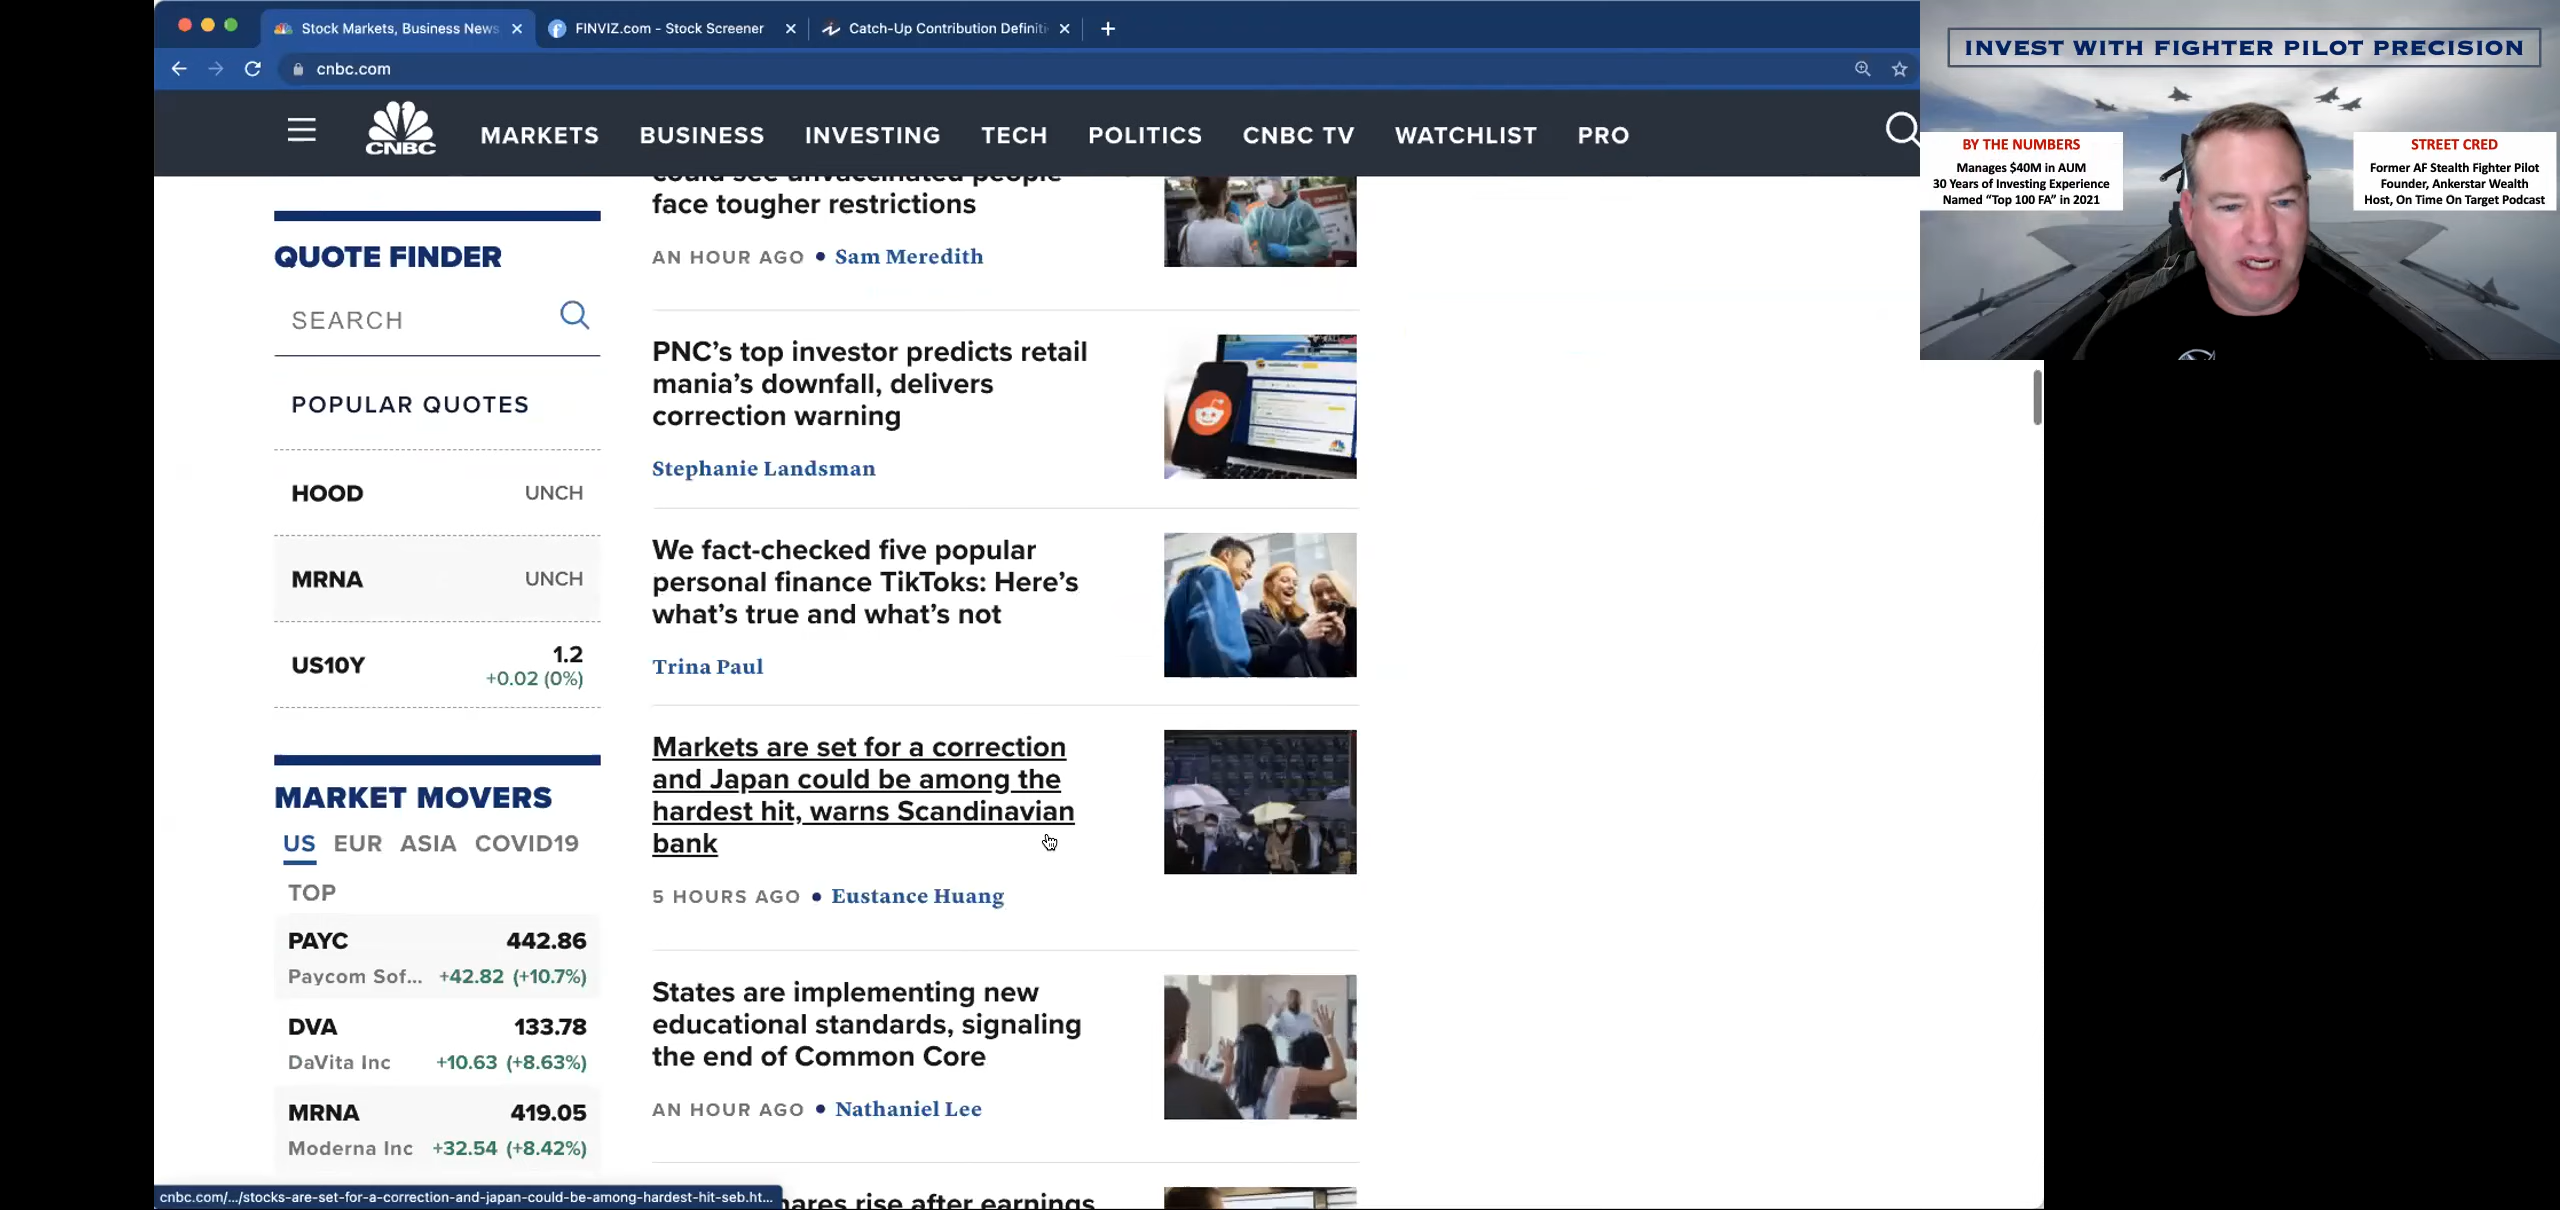 Stock Markets, Business News
FINVIZ.com - Stock Screener
Catch-Up Contribution Definiti
cnbc.com
CNBC
MARKETS
BUSINESS
INVESTING
TECH
POLITICS
CNBC TV
WATCHLIST
PRO
INVEST WITH FIGHTER PILOT PRECISION
BY THE NUMBERS
Manages $40M in AUM
30 Years of Investing Experience
Named “Top 100 FA” in 2021
STREET CRED
Former AF Stealth Fighter Pilot
Founder, Ankerstar Wealth
Host, On Time On Target Podcast
QUOTE FINDER
SEARCH
POPULAR QUOTES
HOOD UNCH
MRNA UNCH
US10Y 1.2
+0.02 (0%)
MARKET MOVERS
US EUR ASIA COVID19
TOP
PAYC 442.86
Paycom Sof... +42.82 (+10.7%)
DVA 133.78
DaVita Inc +10.63 (+8.63%)
MRNA 419.05
Moderna Inc +32.54 (+8.42%)
could see unvaccinated people
face tougher restrictions
AN HOUR AGO • Sam Meredith
PNC’s top investor predicts retail
mania’s downfall, delivers
correction warning
Stephanie Landsman
We fact-checked five popular
personal finance TikToks: Here’s
what’s true and what’s not
Trina Paul
Markets are set for a correction
and Japan could be among the
hardest hit, warns Scandinavian
bank
5 HOURS AGO • Eustance Huang
States are implementing new
educational standards, signaling
the end of Common Core
AN HOUR AGO • Nathaniel Lee
rise after earnings
cnbc.com/.../stocks-are-set-for-a-correction-and-japan-could-be-among-hardest-hit-seb.ht...